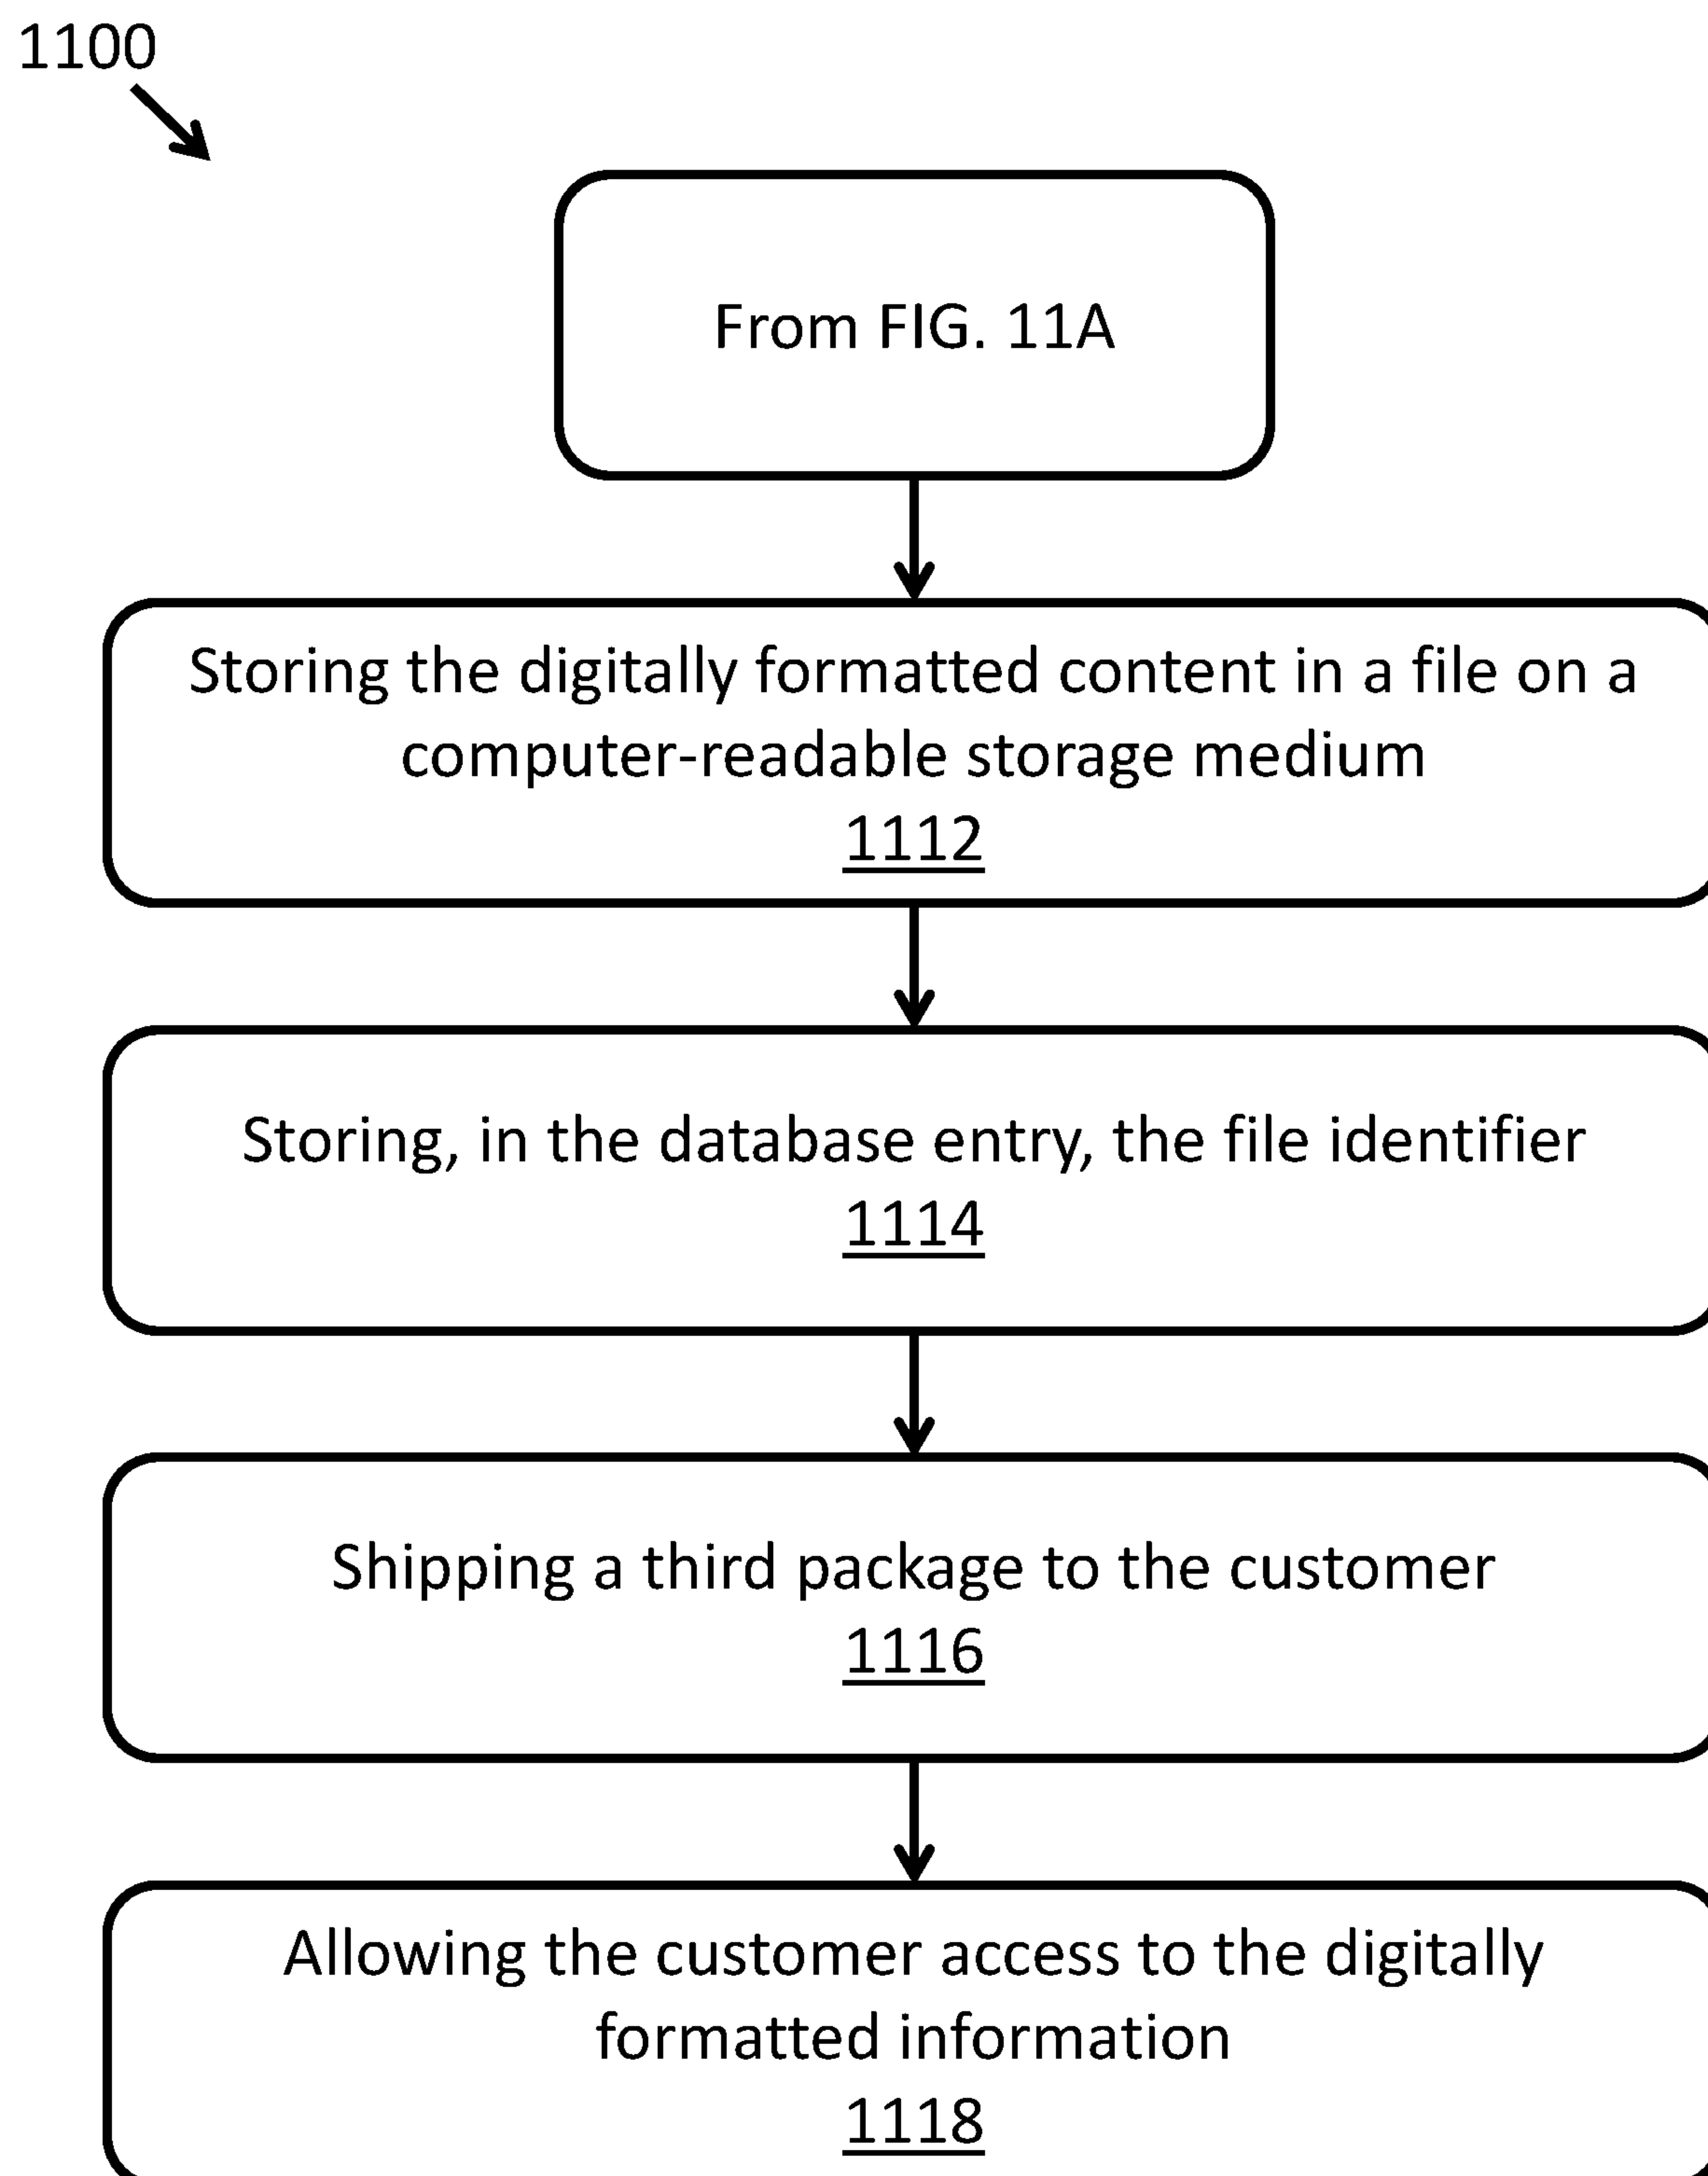 1100
From FIG. 11A
Storing the digitally formatted content in a file on a
computer-readable storage medium
1112
Storing, in the database entry, the file identifier
1114
Shipping a third package to the customer
1116
Allowing the customer access to the digitally
formatted information
1118